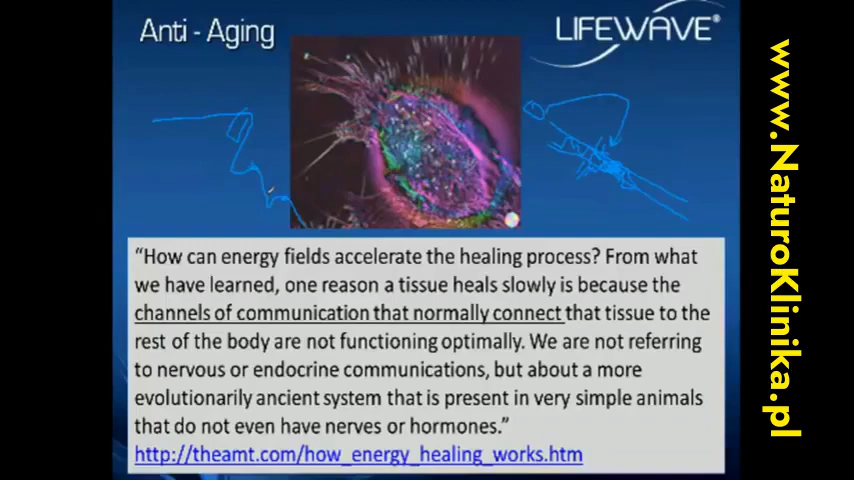 Anti - Aging
LIFEWAVE®
“How can energy fields accelerate the healing process? From what
we have learned, one reason a tissue heals slowly is because the
channels of communication that normally connect that tissue to the
rest of the body are not functioning optimally. We are not referring
to nervous or endocrine communications, but about a more
evolutionarily ancient system that is present in very simple animals
that do not even have nerves or hormones.”
http://theamt.com/how_energy_healing_works.htm
www.NaturoKlinika.pl